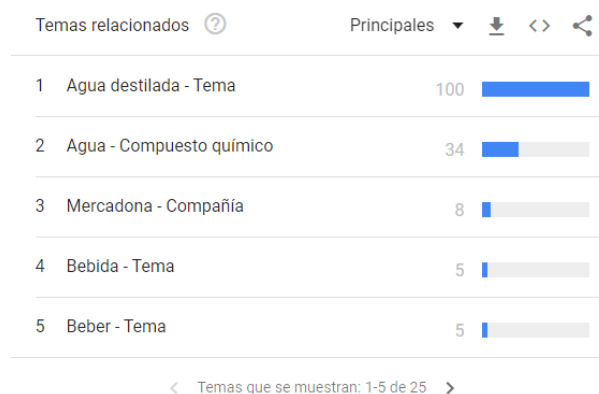 Temas relacionados ? Principales
1 Agua destilada - Tema 100
2 Agua - Compuesto químico 34
3 Mercadona - Compañía 8
4 Bebida - Tema 5
5 Beber - Tema 5
Temas que se muestran: 1-5 de 25